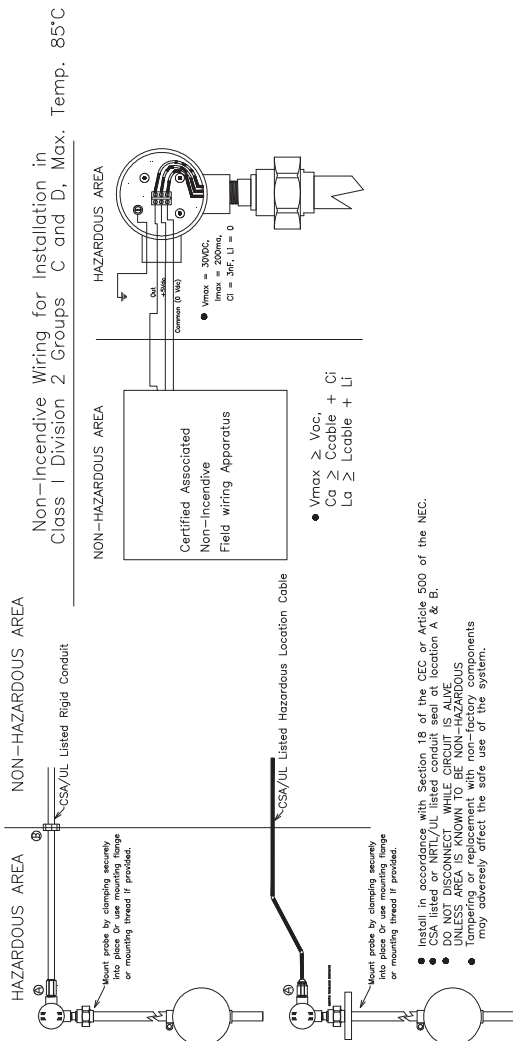 HAZARDOUS AREA
NON-HAZARDOUS AREA
A
B
CSA/UL Listed Rigid Conduit
Mount probe by clamping securely
into place Or use mounting flange
or mounting thread if provided.
A
CSA/UL Listed Hazardous Location Cable
Mount probe by clamping securely
into place Or use mounting flange
or mounting thread if provided.
Install in accordance with Section 18 of the CEC or Article 500 of the NEC.
CSA listed or NRTL/UL listed conduit seal at location A & B.
DO NOT DISCONNECT WHILE CIRCUIT IS ALIVE
UNLESS AREA IS KNOWN TO BE NON-HAZARDOUS
Tampering or replacement with non-factory components
may adversely affect the safe use of the system.
Non-Incendive Wiring for Installation in
Class I Division 2 Groups C and D, Max. Temp. 85°C
NON-HAZARDOUS AREA
HAZARDOUS AREA
Certified Associated
Non-Incendive
Field wiring Apparatus
Out
+5Vdc
Common (0 Vdc)
Vmax = 30VDC,
Imax = 200ma,
Ci = 3nF, Li = 0
Vmax ≥ Voc,
Ca ≥ Ccable + Ci
La ≥ Lcable + Li